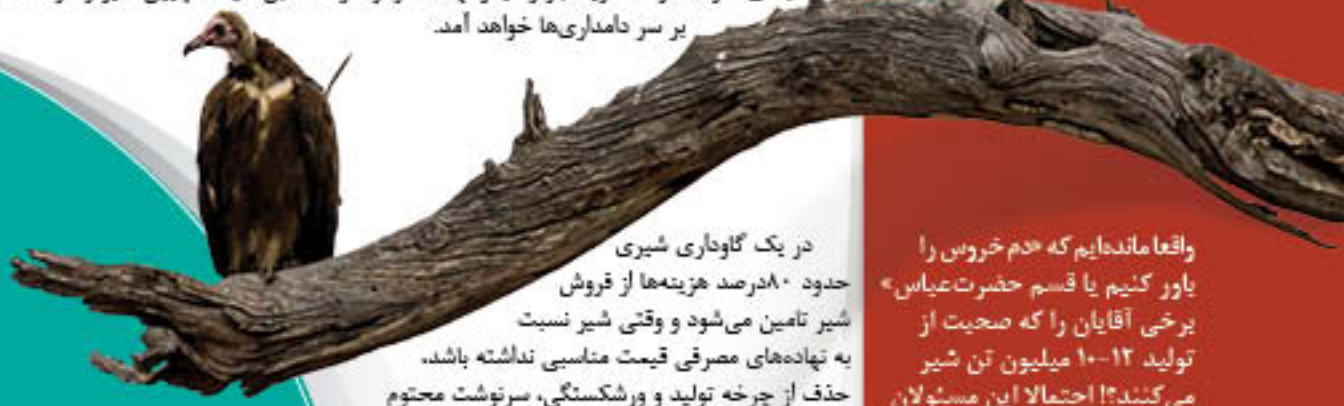 بر سر دامداری‌ها خواهد آمد.
واقعا مانده‌ایم که «دم خروس را
باور کنیم یا قسم حضرت‌عباس»
برخی آقایان را که صحبت از
تولید ۱۲-۱۰ میلیون تن شیر
می‌کنند؟! احتمالا این مسئولان
در یک گاوداری شیری
حدود ۸۰درصد هزینه‌ها از فروش
شیر تامین می‌شود و وقتی شیر نسبت
به نهاده‌های مصرفی قیمت مناسبی نداشته باشد،
حذف از چرخه تولید و ورشکستگی، سرنوشت محتوم